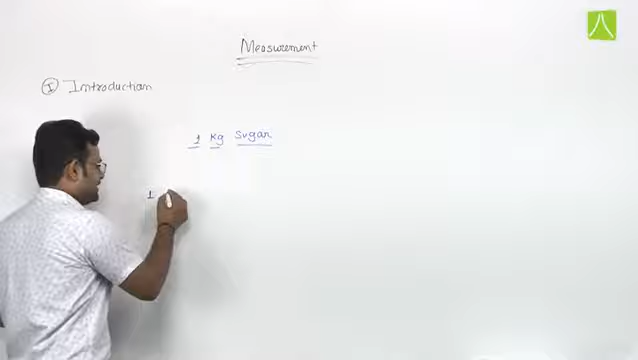 Measurement
I Introduction
1 Kg Sugar
1